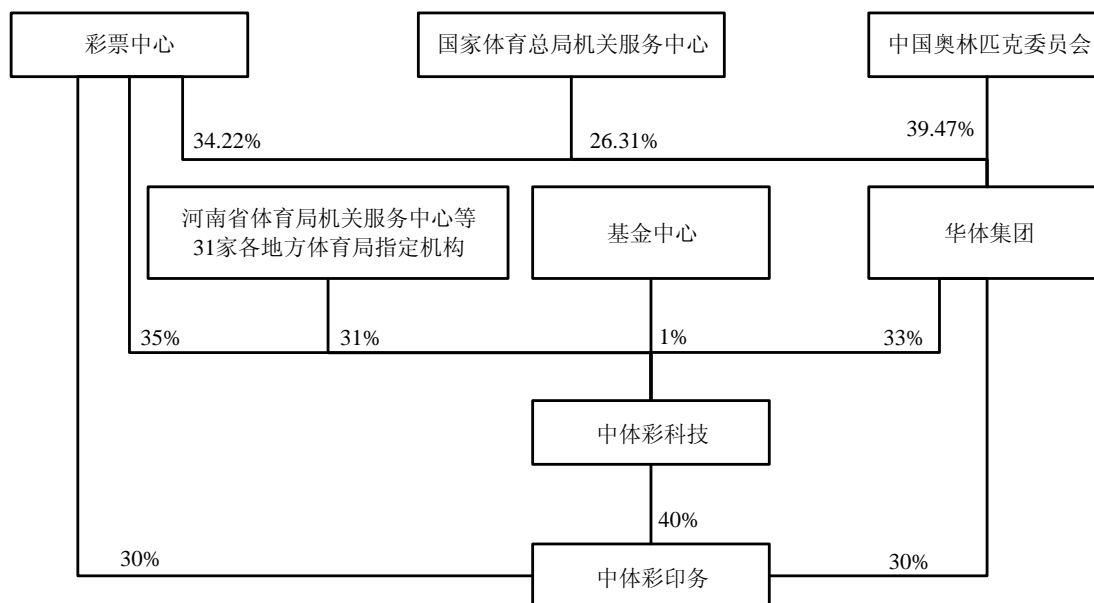 彩票中心
国家体育总局机关服务中心
中国奥林匹克委员会
34.22%
26.31%
39.47%
河南省体育局机关服务中心等
31家各地方体育局指定机构
基金中心
华体集团
35%
31%
1%
33%
中体彩科技
40%
30%
中体彩印务
30%